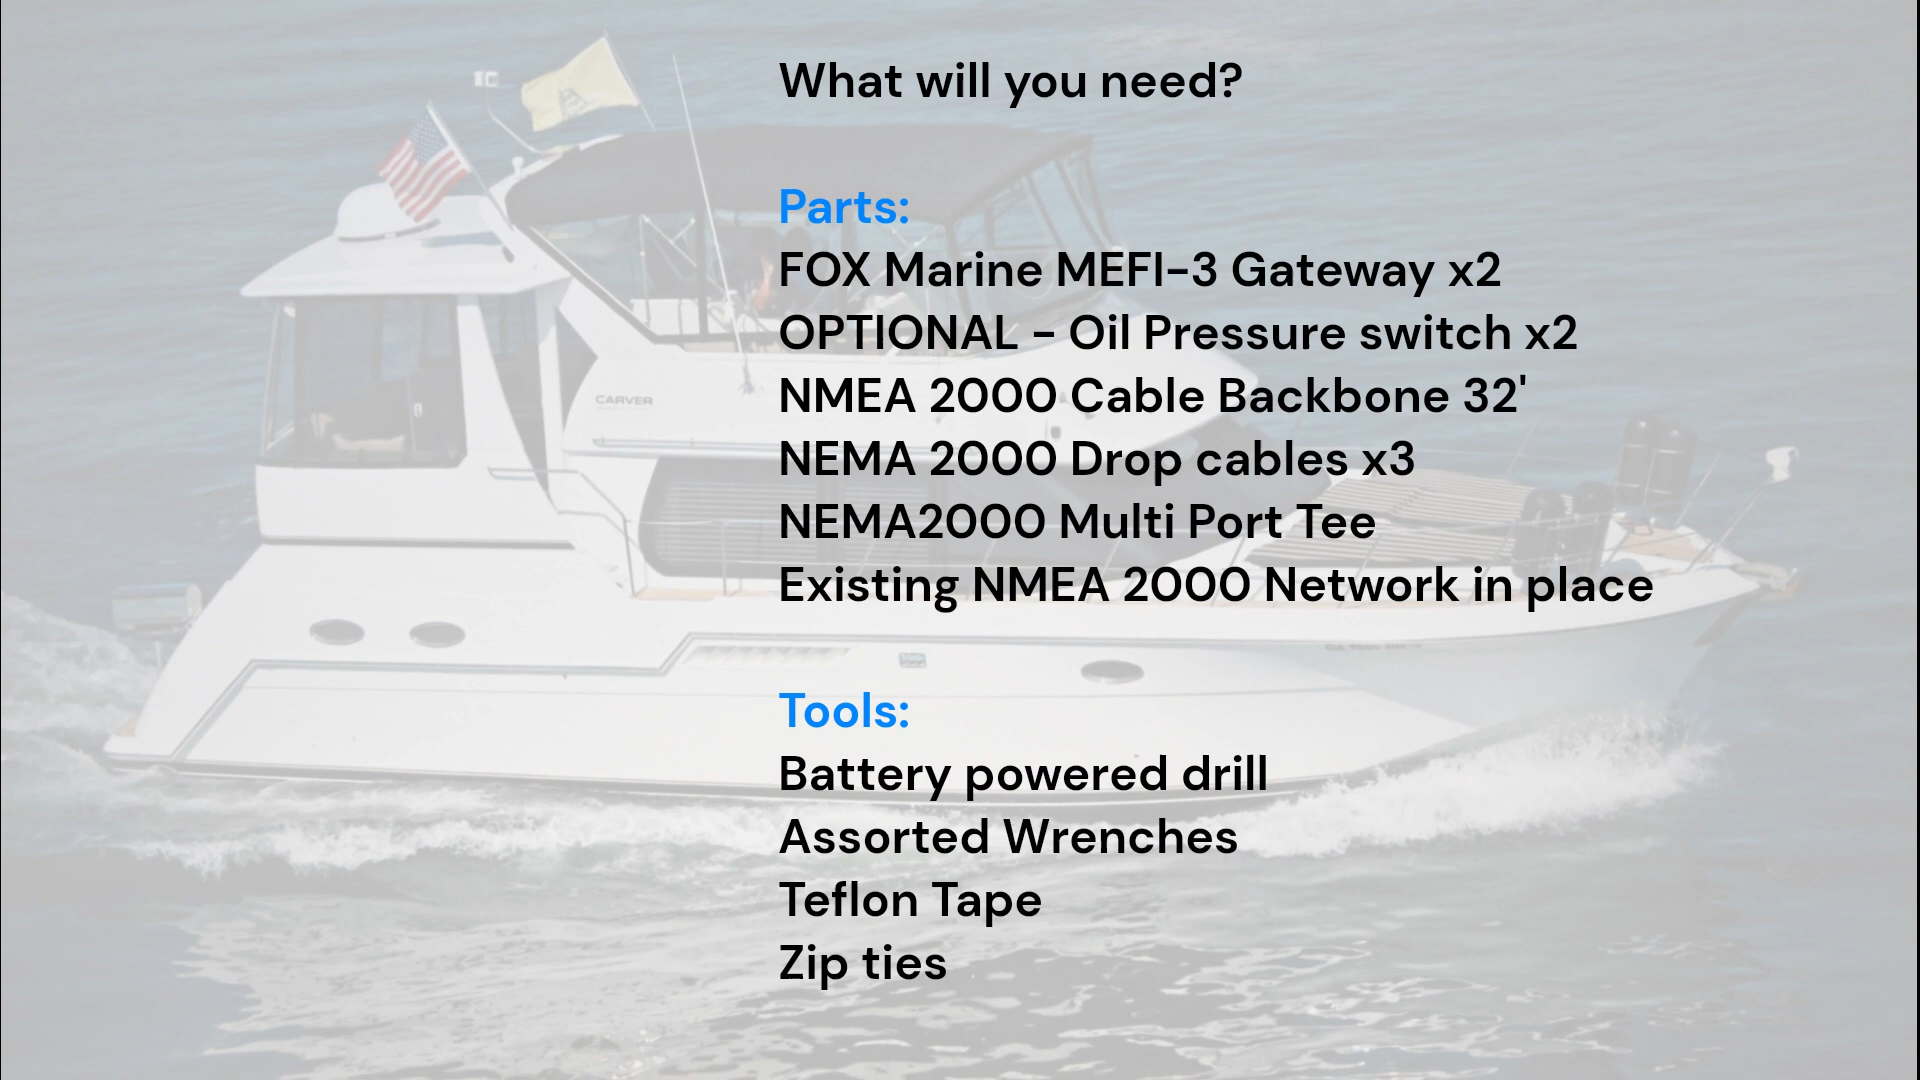 What will you need?
Parts:
FOX Marine MEFI-3 Gateway x2
OPTIONAL - Oil Pressure switch x2
NMEA 2000 Cable Backbone 32'
NEMA 2000 Drop cables x3
NEMA2000 Multi Port Tee
Existing NMEA 2000 Network in place
Tools:
Battery powered drill
Assorted Wrenches
Teflon Tape
Zip ties
CARVER